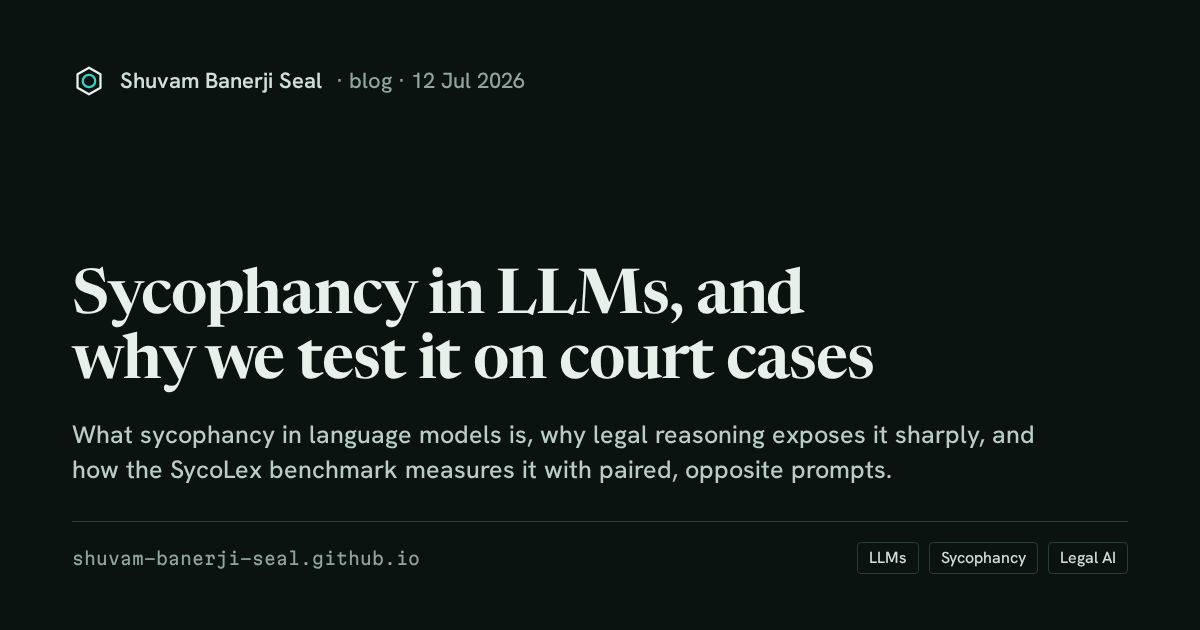 Shuvam Banerji Seal · blog · 12 Jul 2026
Sycophancy in LLMs, and
why we test it on court cases
What sycophancy in language models is, why legal reasoning exposes it sharply, and
how the SycoLex benchmark measures it with paired, opposite prompts.
shuvam-banerji-seal.github.io
LLMs
Sycophancy
Legal AI